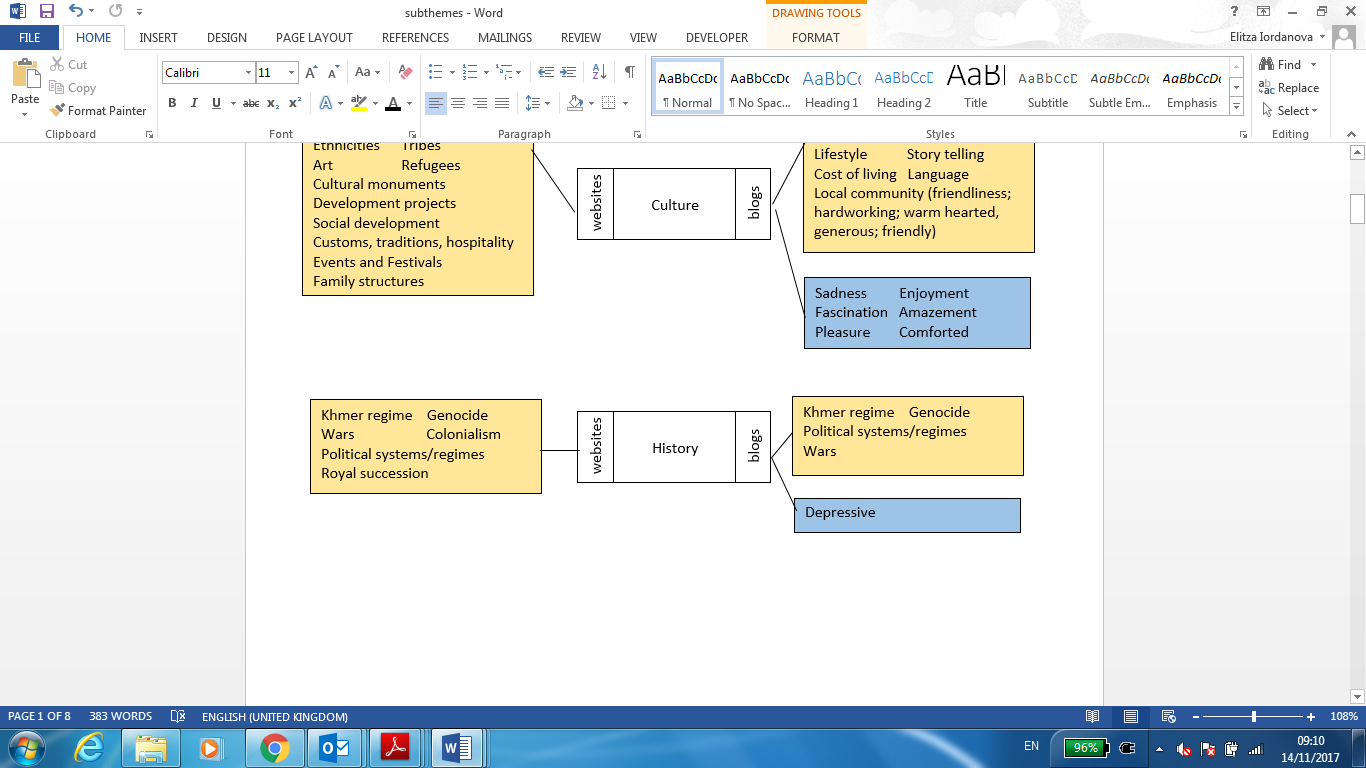 subthemes - Word
DRAWING TOOLS
FILE HOME INSERT DESIGN PAGE LAYOUT REFERENCES MAILINGS REVIEW VIEW DEVELOPER FORMAT
Elitza Iordanova
Paste
Cut
Copy
Format Painter
Clipboard
Calibri 11
Font
Paragraph
AaBbCcDc AaBbCcDc AaBbCc AaBbCcD AaBl AaBbCcD AaBbCcDc AaBbCcDc
¶ Normal ¶ No Spac... Heading 1 Heading 2 Title Subtitle Subtle Em... Emphasis
Styles
Find
Replace
Select
Editing
Ethnicities Tribes
Art Refugees
Cultural monuments
Development projects
Social development
Customs, traditions, hospitality
Events and Festivals
Family structures
websites
Culture
blogs
Lifestyle Story telling
Cost of living Language
Local community (friendliness;
hardworking; warm hearted,
generous; friendly)
Sadness Enjoyment
Fascination Amazement
Pleasure Comforted
Khmer regime Genocide
Wars Colonialism
Political systems/regimes
Royal succession
websites
History
blogs
Khmer regime Genocide
Political systems/regimes
Wars
Depressive
PAGE 1 OF 8 383 WORDS ENGLISH (UNITED KINGDOM) 108%
EN 96% 09:10
14/11/2017